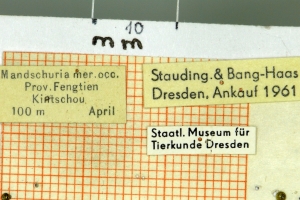 10
mm
Mandschuria mer. occ.
Prov. Fengtien
Kintschou
100 m April
Stauding. & Bang-Haas
Dresden, Ankauf 1961
Staatl. Museum für
Tierkunde Dresden